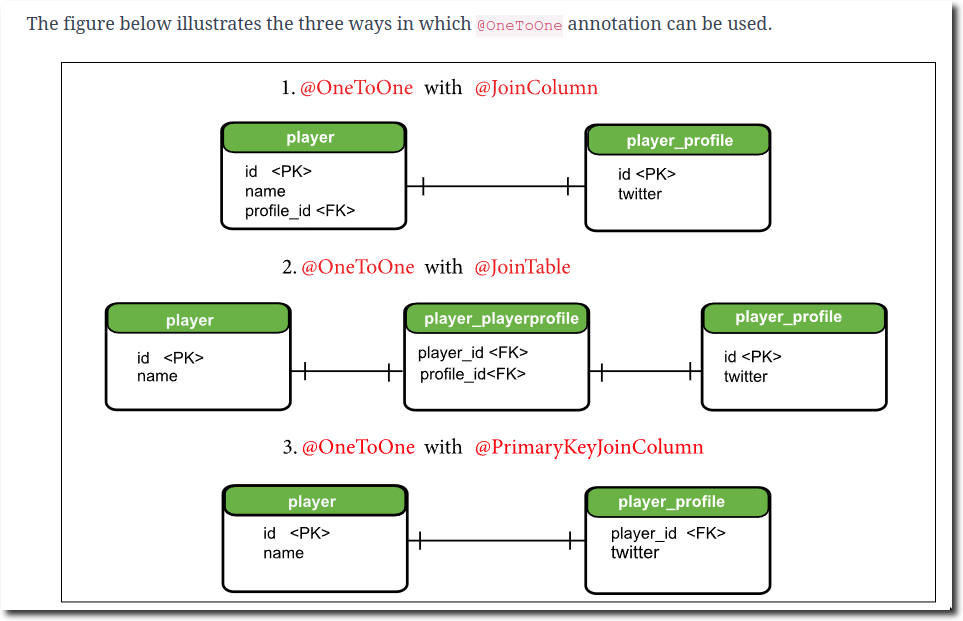 The figure below illustrates the three ways in which @OneToOne annotation can be used.
1. @OneToOne with @JoinColumn
player
id <PK>
name
profile_id <FK>
player_profile
id <PK>
twitter
2. @OneToOne with @JoinTable
player
id <PK>
name
player_playerprofile
player_id <FK>
profile_id<FK>
player_profile
id <PK>
twitter
3. @OneToOne with @PrimaryKeyJoinColumn
player
id <PK>
name
player_profile
player_id <FK>
twitter